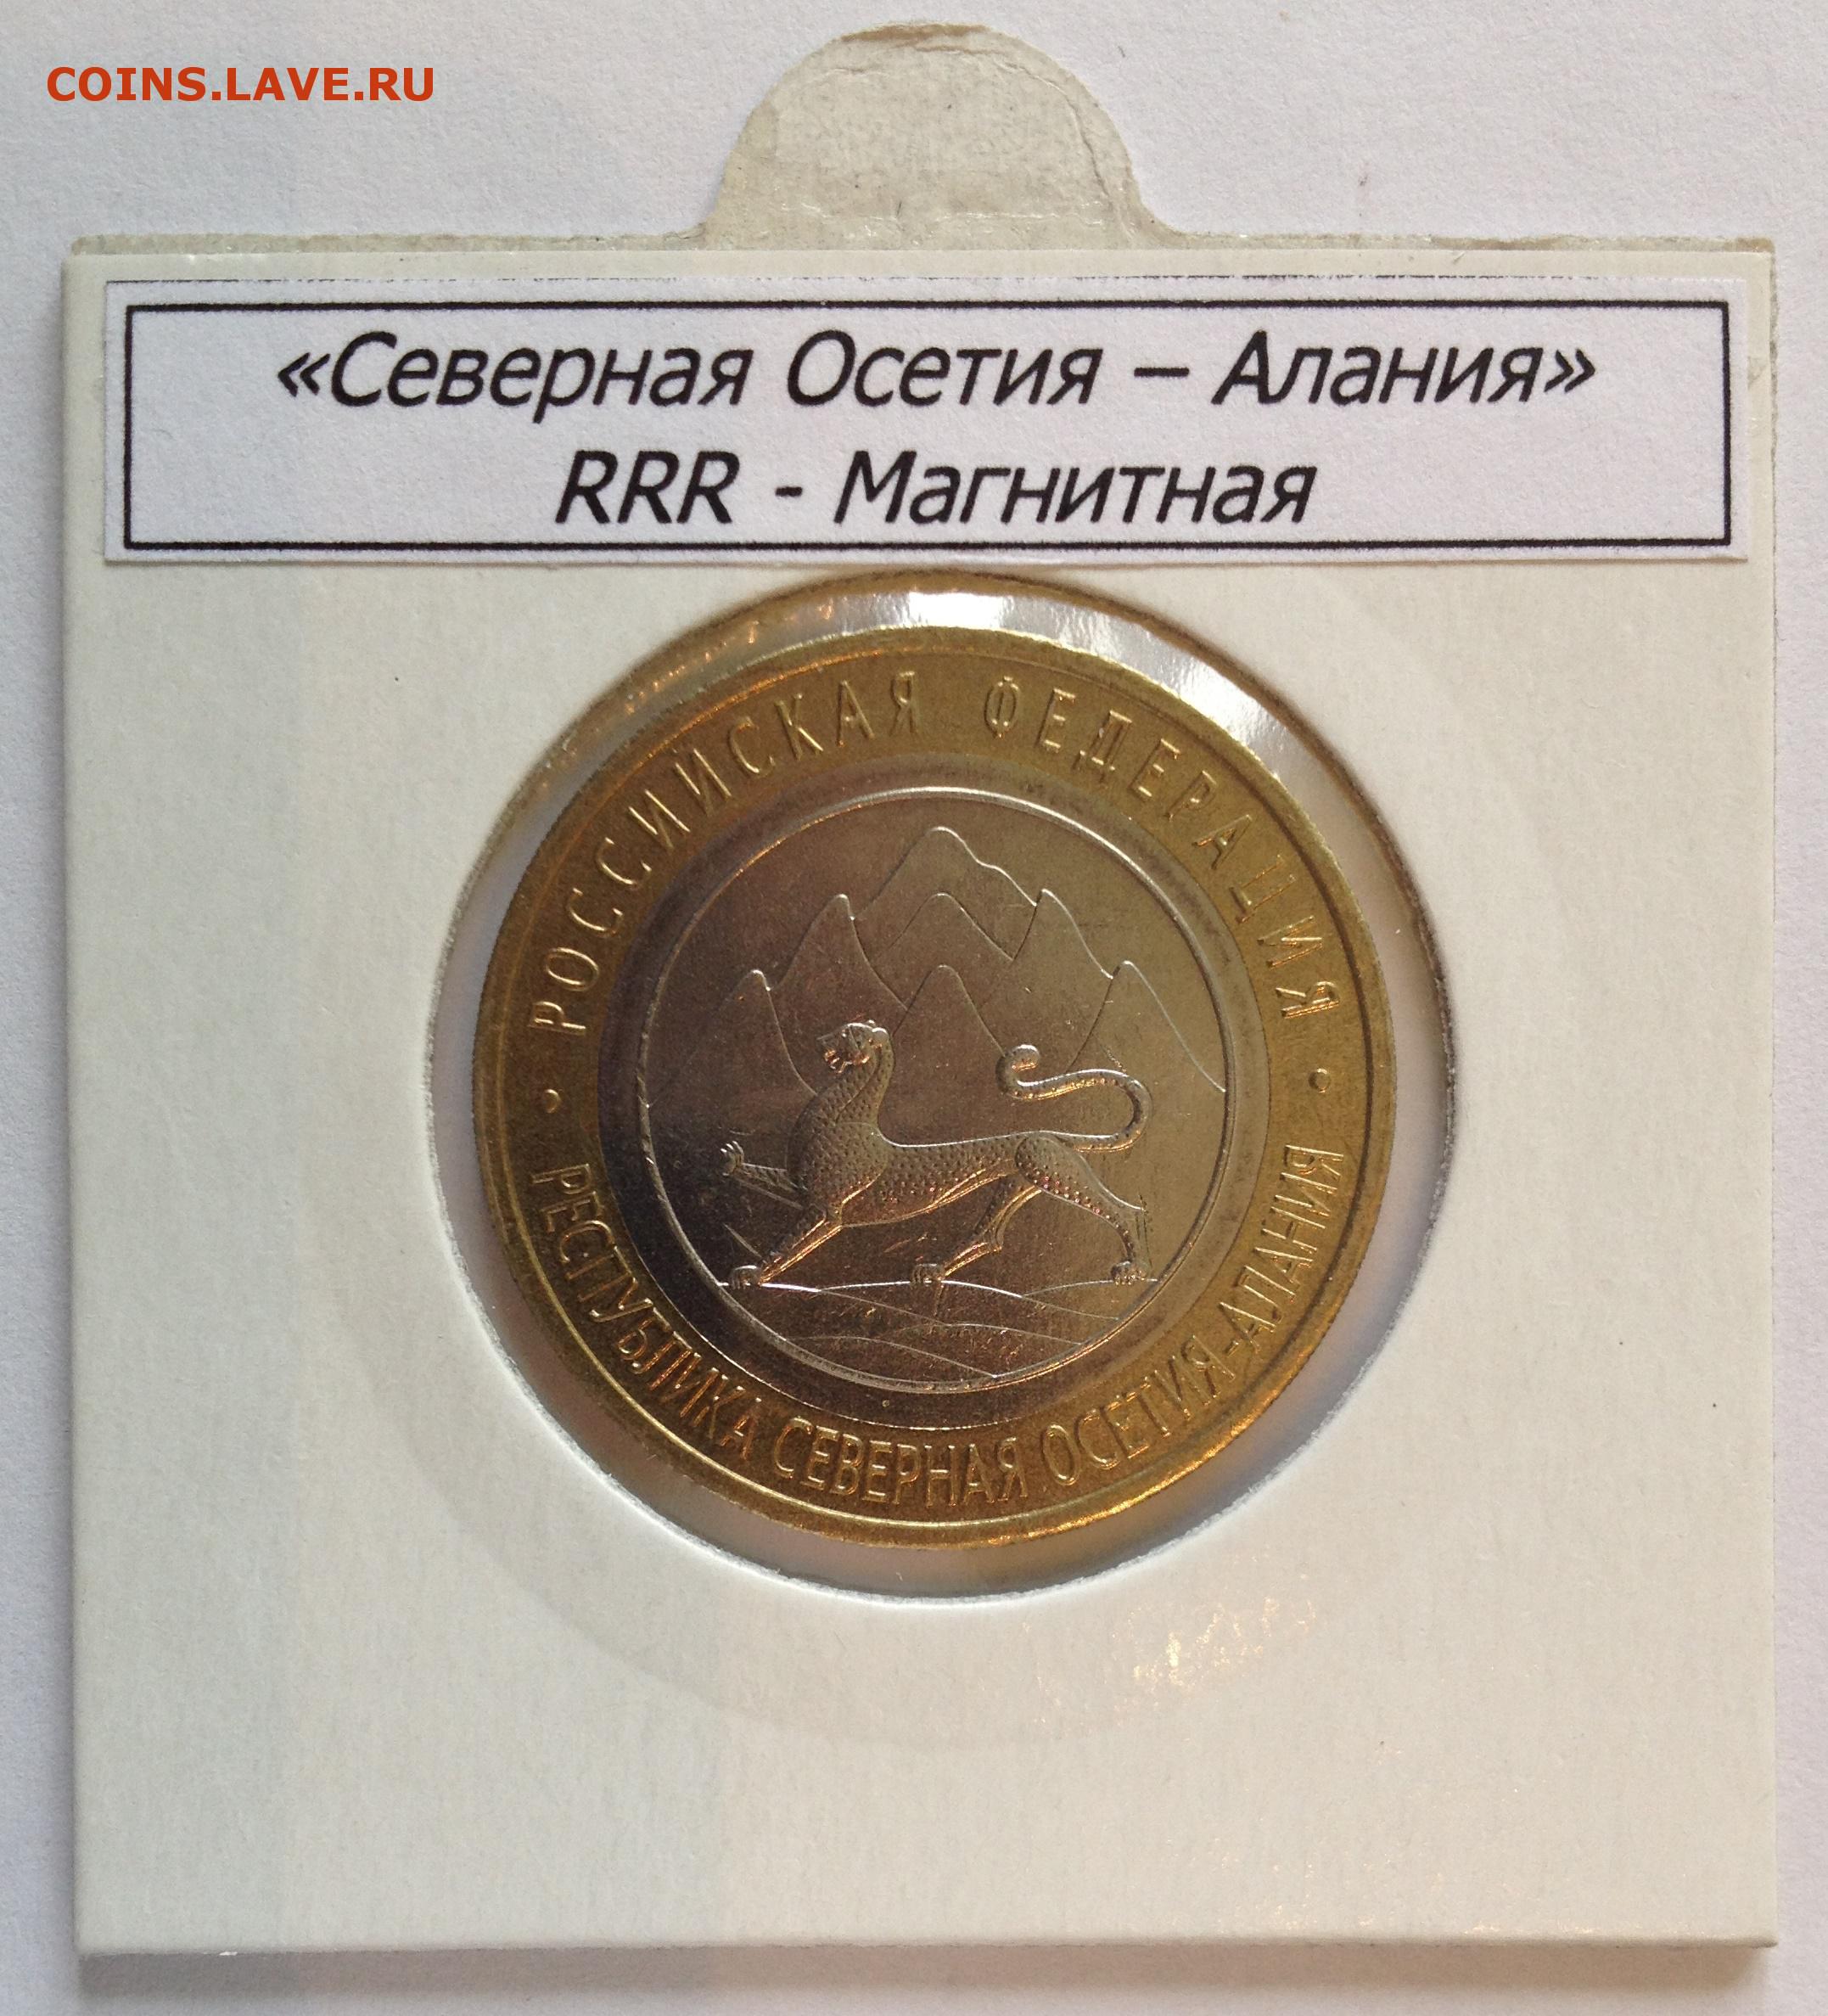 COINS.LAVE.RU
«Северная Осетия – Алания»
RRR - Магнитная
РОССИЙСКАЯ ФЕДЕРАЦИЯ
• РЕСПУБЛИКА СЕВЕРНАЯ ОСЕТИЯ-АЛАНИЯ •